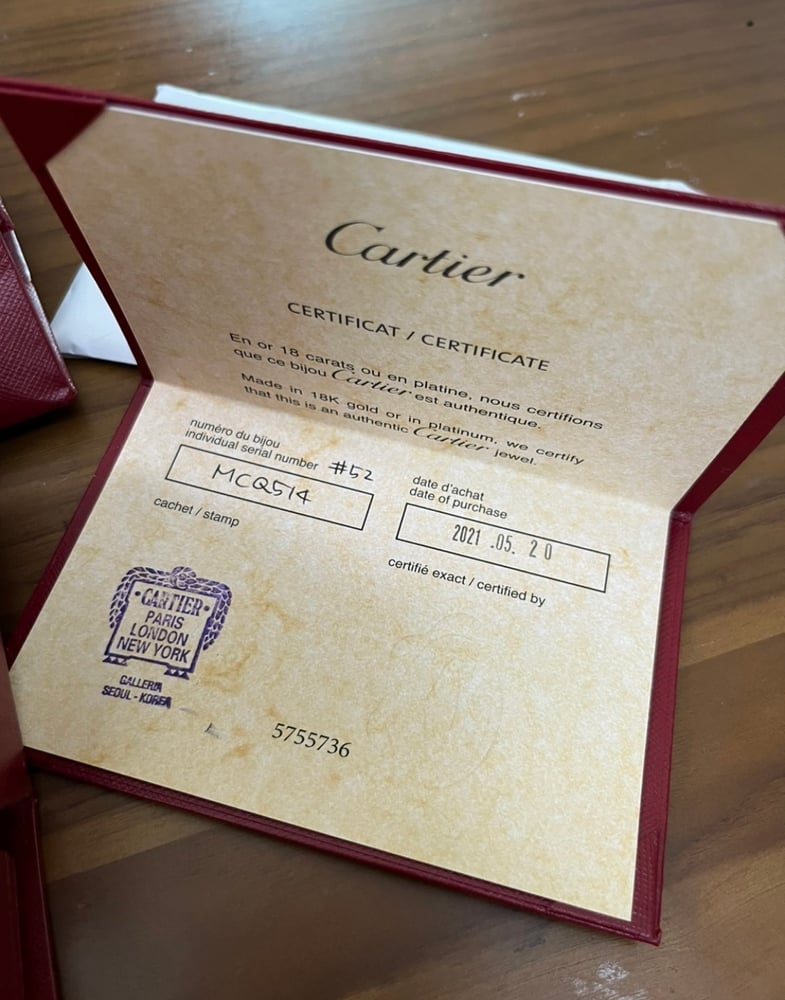 Cartier
CERTIFICAT / CERTIFICATE
En or 18 carats ou en platine, nous certifions
que ce bijou Cartier est authentique.
Made in 18K gold or in platinum, we certify
that this is an authentic Cartier jewel.
numéro du bijou
individual serial number #52
MCQ514
date d'achat
date of purchase
2021 .05. 20
cachet / stamp
certifié exact / certified by
CARTIER
PARIS
LONDON
NEW YORK
GALLERIA
SEOUL - KOREA
5755736